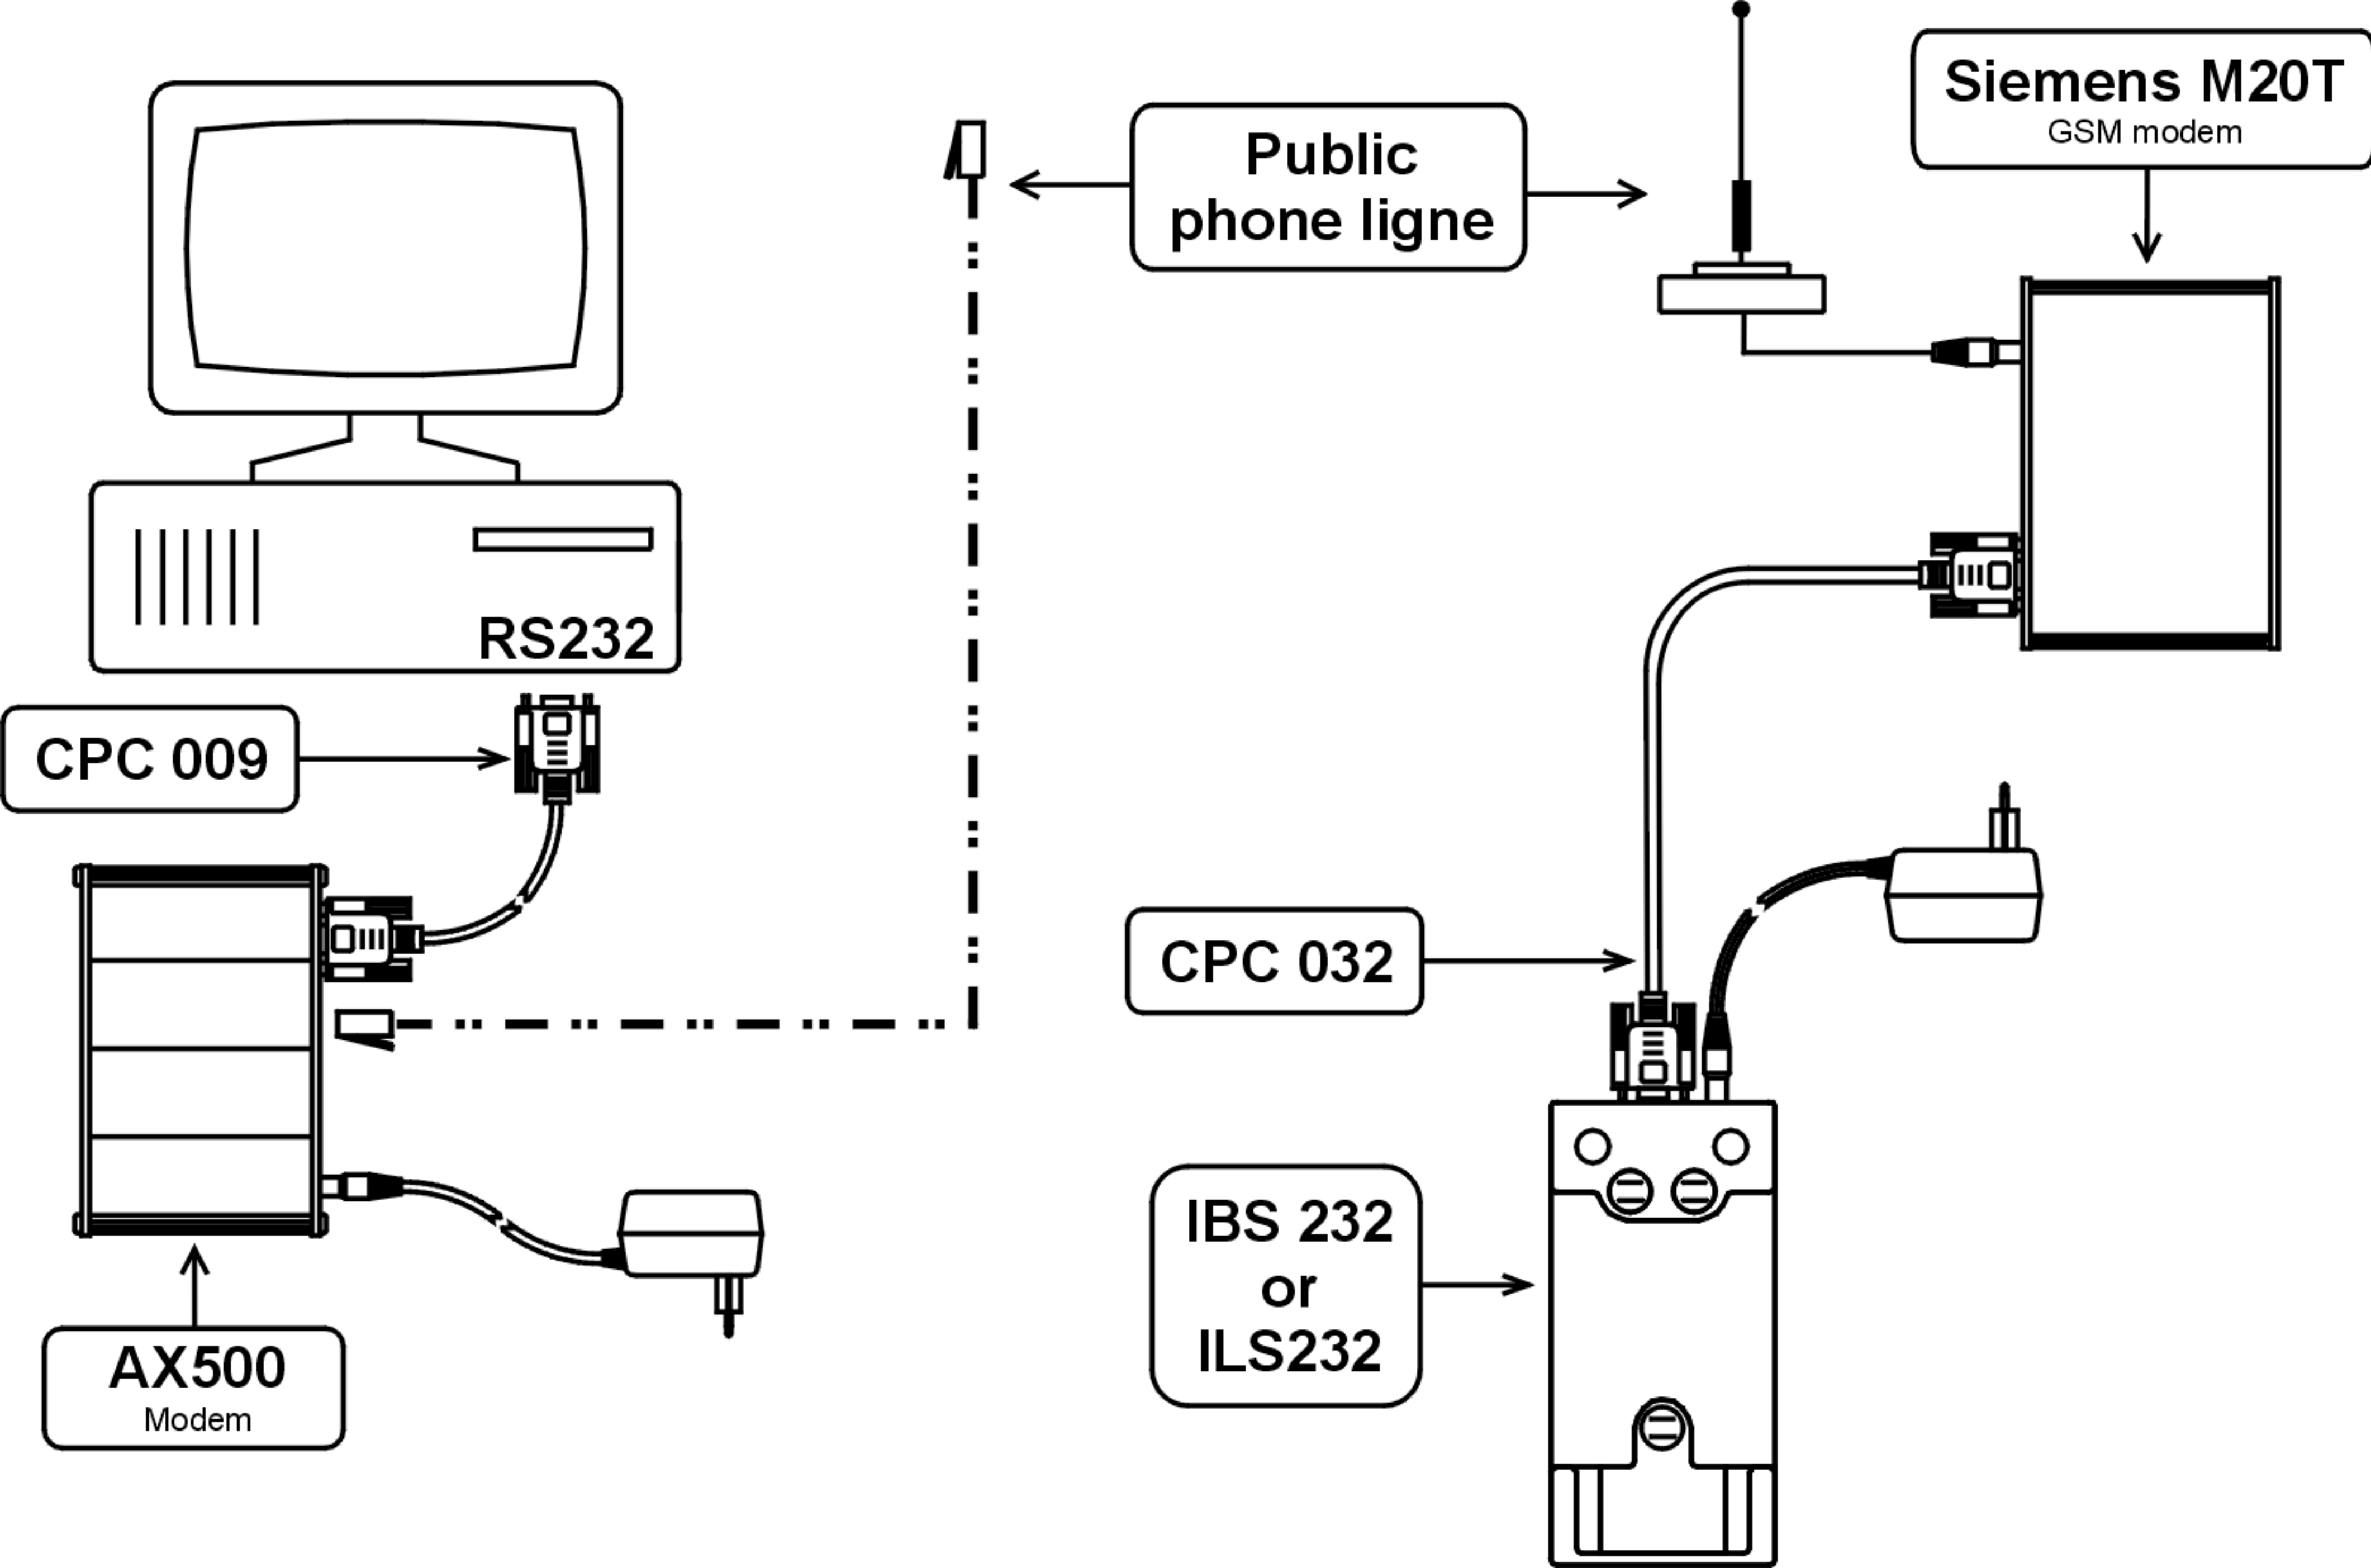 Siemens M20T
GSM modem
Public
phone ligne
RS232
CPC 009
CPC 032
IBS 232
or
ILS232
AX500
Modem